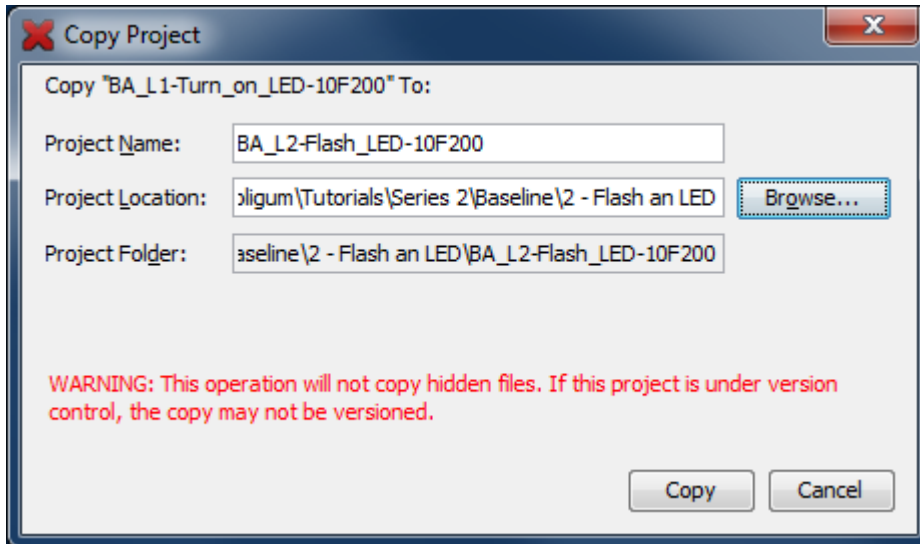 Copy Project
Copy "BA_L1-Turn_on_LED-10F200" To:
Project Name: BA_L2-Flash_LED-10F200
Project Location: oligum\Tutorials\Series 2\Baseline\2 - Flash an LED Browse...
Project Folder: aseline\2 - Flash an LED\BA_L2-Flash_LED-10F200
WARNING: This operation will not copy hidden files. If this project is under version
control, the copy may not be versioned.
Copy Cancel